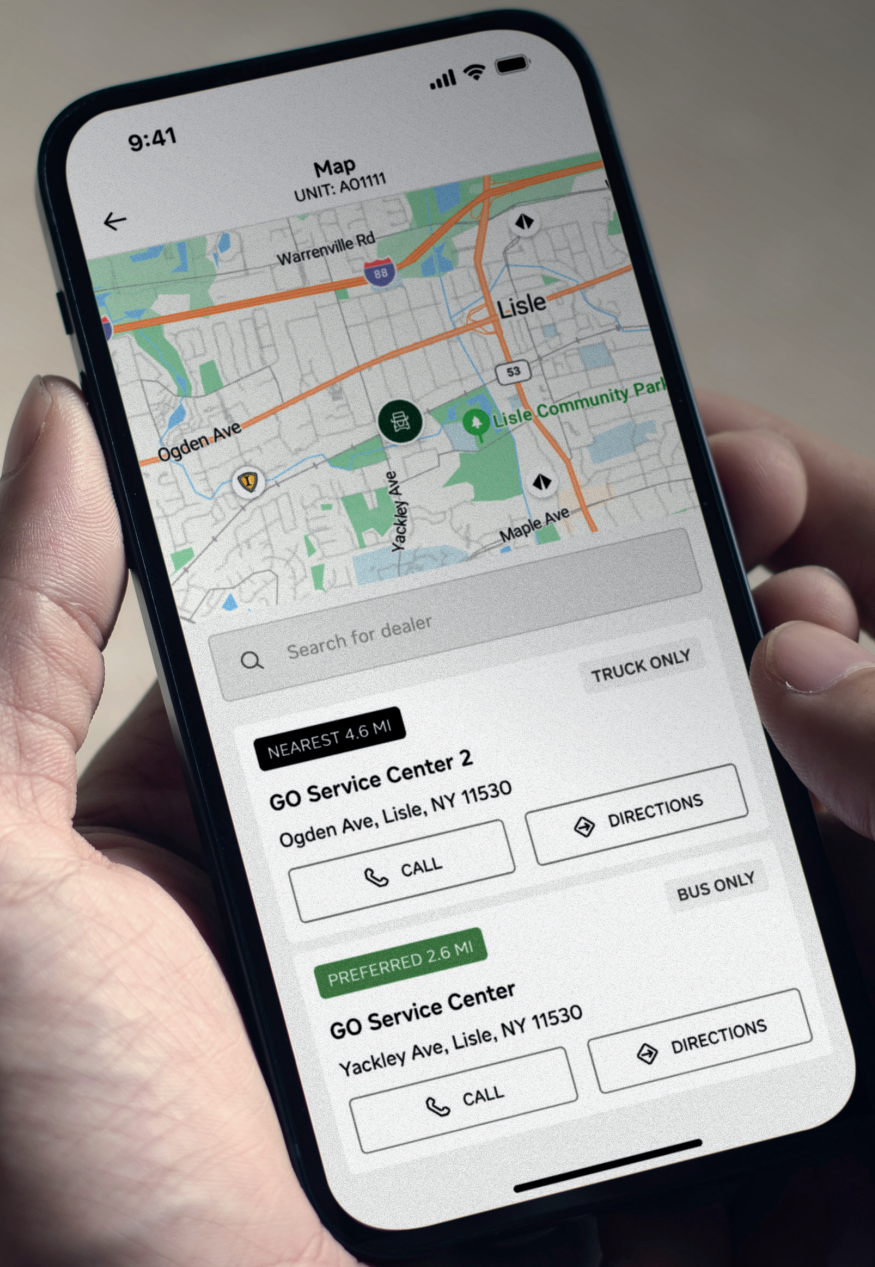 9:41
Map
UNIT: A01111
Warrenville Rd
88
Lisle
53
Lisle Community Park
Ogden Ave
Yackley Ave
Maple Ave
Search for dealer
TRUCK ONLY
NEAREST 4.6 MI
GO Service Center 2
Ogden Ave, Lisle, NY 11530
CALL
DIRECTIONS
BUS ONLY
PREFERRED 2.6 MI
GO Service Center
Yackley Ave, Lisle, NY 11530
CALL
DIRECTIONS